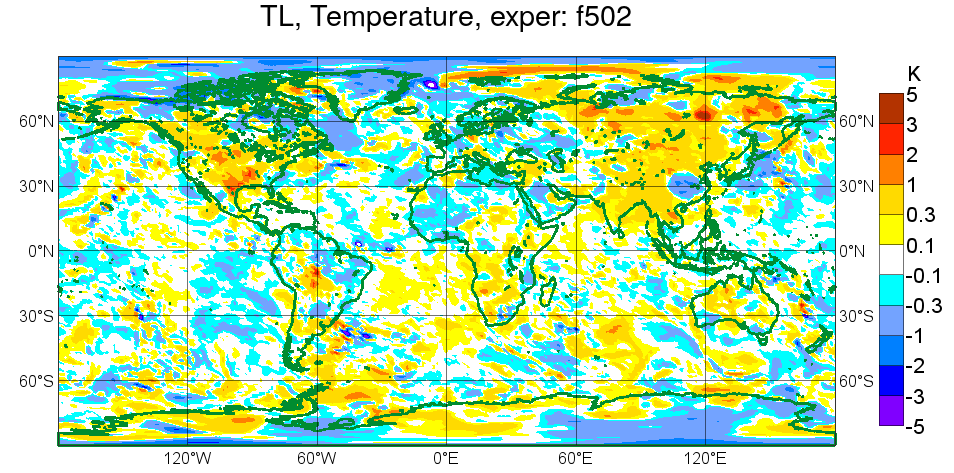 TL, Temperature, exper: f502
K
5
60°N 60°N 3
2
30°N 30°N 1
0.3
0°N 0°N 0.1
-0.1
30°S 30°S -0.3
-1
60°S 60°S -2
-3
-5
120°W 60°W 0°E 60°E 120°E